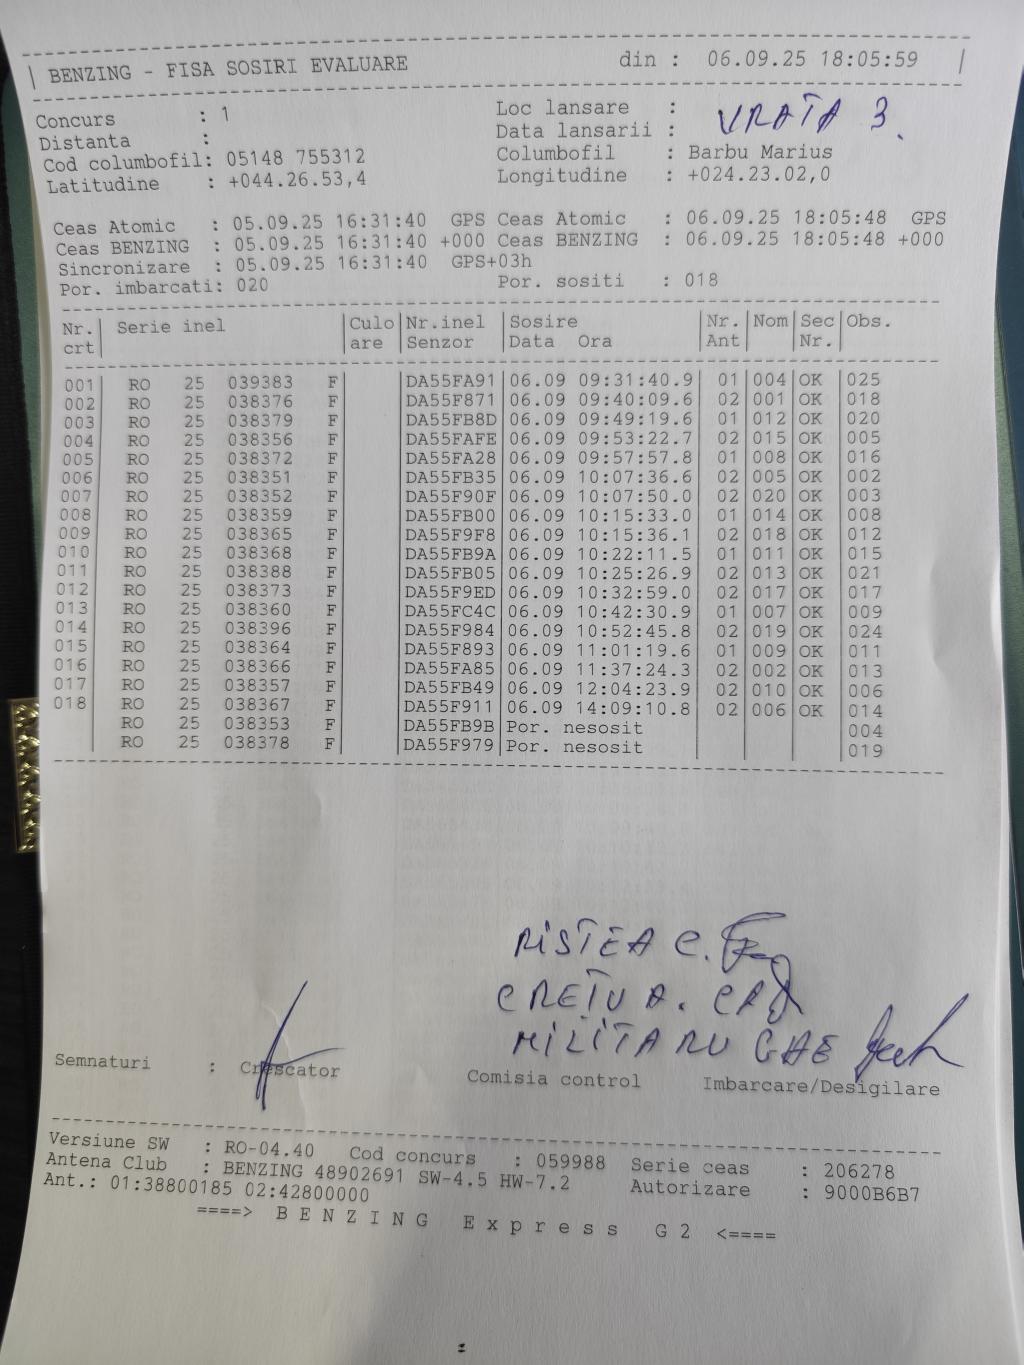 BENZING - FISA SOSIRI EVALUARE din : 06.09.25 18:05:59
Concurs : 1 Loc lansare : VRATA 3.
Distanta : Data lansarii :
Cod columbofil: 05148 755312 Columbofil : Barbu Marius
Latitudine : +044.26.53,4 Longitudine : +024.23.02,0
Ceas Atomic : 05.09.25 16:31:40 GPS Ceas Atomic : 06.09.25 18:05:48 GPS
Ceas BENZING : 05.09.25 16:31:40 +000 Ceas BENZING : 06.09.25 18:05:48 +000
Sincronizare : 05.09.25 16:31:40 GPS+03h
Por. imbarcati: 020 Por. sositi : 018
Nr. Serie inel Culo Nr.inel Sosire Nr. Nom Sec Obs.
crt are Senzor Data Ora Ant Nr.
001 RO 25 039383 F DA55FA91 06.09 09:31:40.9 01 004 OK 025
002 RO 25 038376 F DA55F871 06.09 09:40:09.6 02 001 OK 018
003 RO 25 038379 F DA55FB8D 06.09 09:49:19.6 01 012 OK 020
004 RO 25 038356 F DA55FAFE 06.09 09:53:22.7 02 015 OK 005
005 RO 25 038372 F DA55FA28 06.09 09:57:57.8 01 008 OK 016
006 RO 25 038351 F DA55FB35 06.09 10:07:36.6 02 005 OK 002
007 RO 25 038352 F DA55F90F 06.09 10:07:50.0 02 020 OK 003
008 RO 25 038359 F DA55FB00 06.09 10:15:33.0 01 014 OK 008
009 RO 25 038365 F DA55F9F8 06.09 10:15:36.1 02 018 OK 012
010 RO 25 038368 F DA55FB9A 06.09 10:22:11.5 01 011 OK 015
011 RO 25 038388 F DA55FB05 06.09 10:25:26.9 02 013 OK 021
012 RO 25 038373 F DA55F9ED 06.09 10:32:59.0 02 017 OK 017
013 RO 25 038360 F DA55FC4C 06.09 10:42:30.9 01 007 OK 009
014 RO 25 038396 F DA55F984 06.09 10:52:45.8 02 019 OK 024
015 RO 25 038364 F DA55F893 06.09 11:01:19.6 01 009 OK 011
016 RO 25 038366 F DA55FA85 06.09 11:37:24.3 02 002 OK 013
017 RO 25 038357 F DA55FB49 06.09 12:04:23.9 02 010 OK 006
018 RO 25 038367 F DA55F911 06.09 14:09:10.8 02 006 OK 014
RO 25 038353 F DA55FB9B Por. nesosit 004
RO 25 038378 F DA55F979 Por. nesosit 019
RISTEA C.
CRETU A.
MILITARU GHE
Semnaturi : Crescator Comisia control Imbarcare/Desigilare
Versiune SW : RO-04.40 Cod concurs : 059988 Serie ceas : 206278
Antena Club : BENZING 48902691 SW-4.5 HW-7.2 Autorizare : 9000B6B7
Ant.: 01:38800185 02:42800000
====> B E N Z I N G E x p r e s s G 2 <====